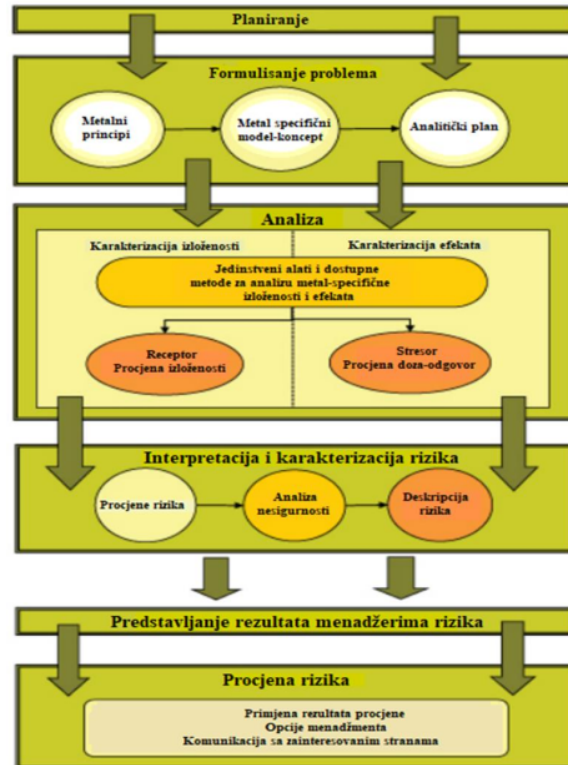 Planiranje
Formulisanje problema
Metalni
principi
Metal specifični
model-koncept
Analitički plan
Analiza
Karakterizacija izloženosti
Karakterizacija efekata
Jedinstveni alati i dostupne
metode za analizu metal-specifične
izloženosti i efekata
Receptor
Procjena izloženosti
Stresor
Procjena doza-odgovor
Interpretacija i karakterizacija rizika
Procjene rizika
Analiza
nesigurnosti
Deskripcija
rizika
Predstavljanje rezultata menadžerima rizika
Procjena rizika
Primjena rezultata procjene
Opcije menadžmenta
Komunikacija sa zainteresovanim stranama